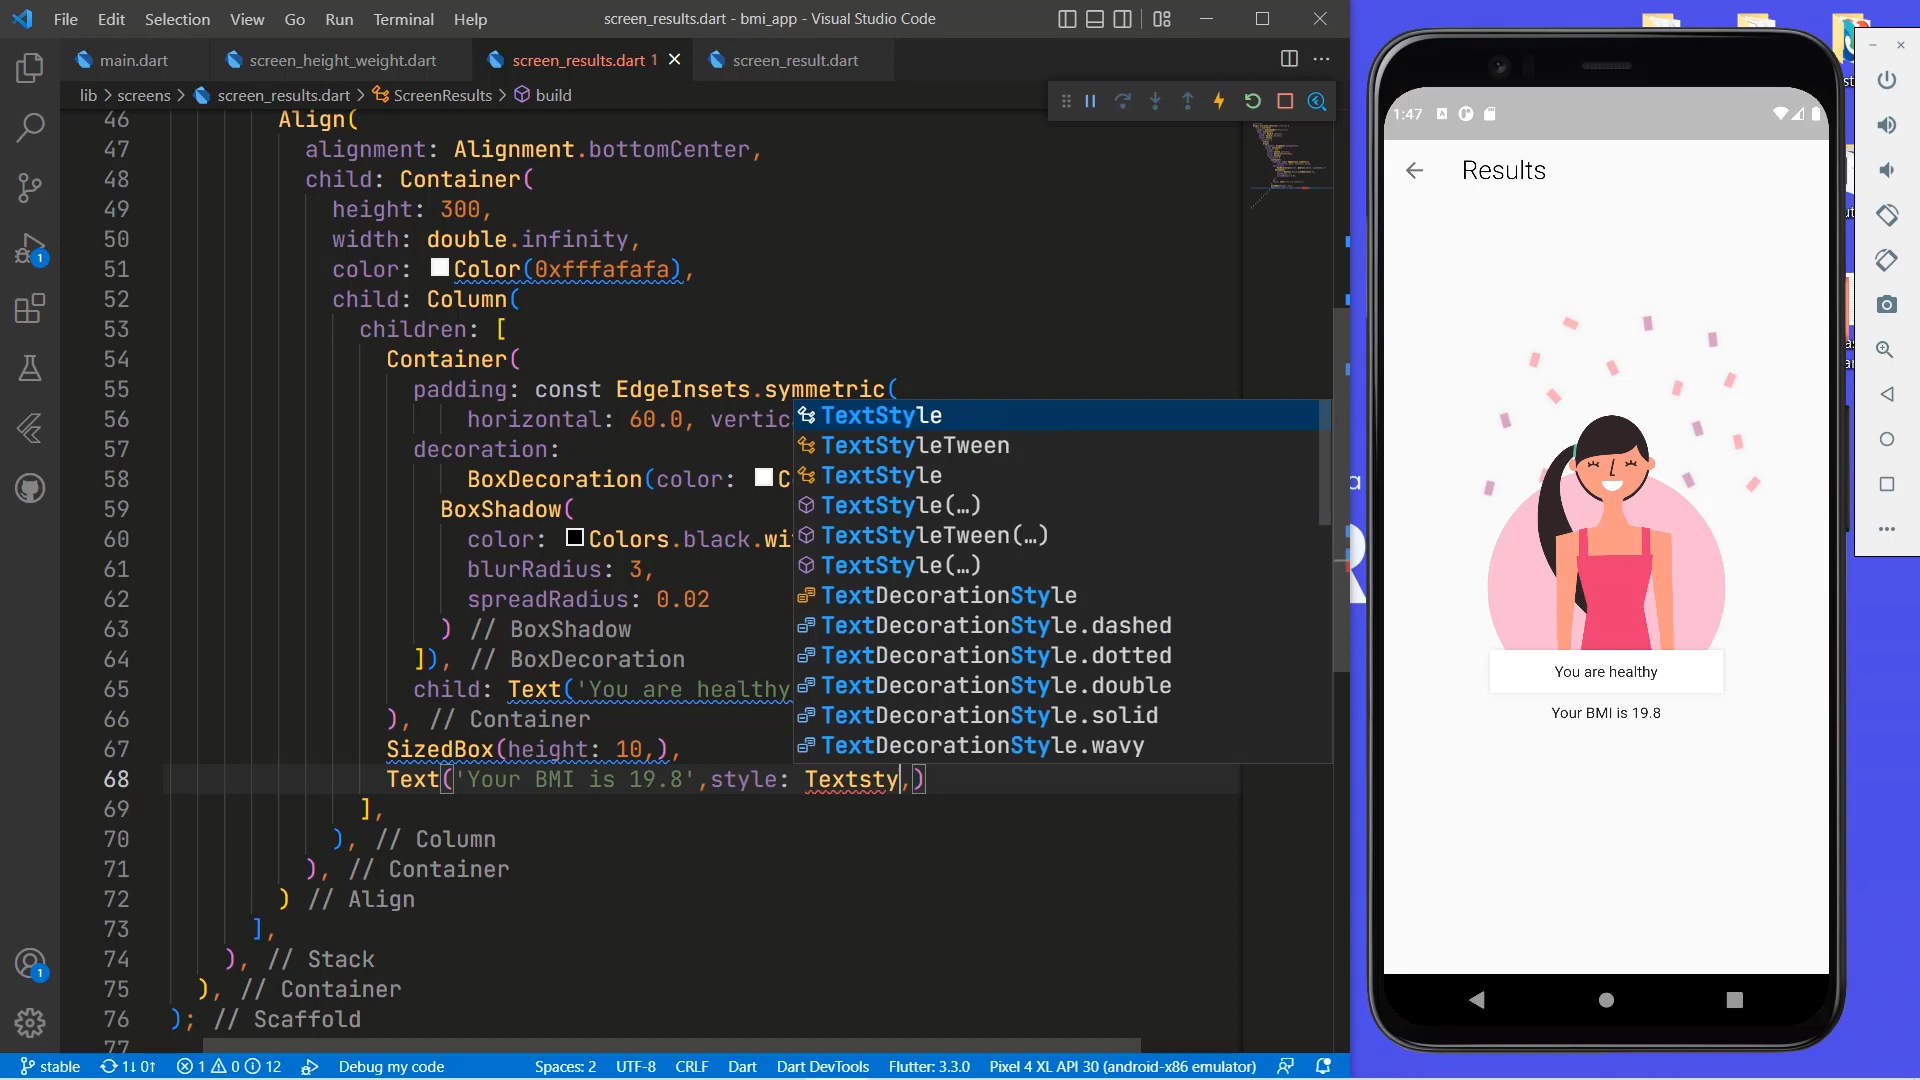 File Edit Selection View Go Run Terminal Help
screen_results.dart - bmi_app - Visual Studio Code
main.dart
screen_height_weight.dart
screen_results.dart 1
screen_result.dart
lib > screens > screen_results.dart > ScreenResults > build
46 Align(
47 alignment: Alignment.bottomCenter,
48 child: Container(
49 height: 300,
50 width: double.infinity,
51 color: Color(0xfffafafa),
52 child: Column(
53 children: [
54 Container(
55 padding: const EdgeInsets.symmetric(
56 horizontal: 60.0, vertic
57 decoration:
58 BoxDecoration(color: C
59 BoxShadow(
60 color: Colors.black.wi
61 blurRadius: 3,
62 spreadRadius: 0.02
63 ) // BoxShadow
64 ]), // BoxDecoration
65 child: Text('You are healthy
66 ), // Container
67 SizedBox(height: 10,),
68 Text('Your BMI is 19.8',style: Textsty,)
69 ],
70 ), // Column
71 ), // Container
72 ) // Align
73 ],
74 ), // Stack
75 ), // Container
76 ); // Scaffold
77
TextStyle
TextStyleTween
TextStyle
TextStyle(…)
TextStyleTween(…)
TextStyle(…)
TextDecorationStyle
TextDecorationStyle.dashed
TextDecorationStyle.dotted
TextDecorationStyle.double
TextDecorationStyle.solid
TextDecorationStyle.wavy
1
1
stable 1↓ 0↑ 1 0 12 Debug my code
Spaces: 2 UTF-8 CRLF Dart Dart DevTools Flutter: 3.3.0 Pixel 4 XL API 30 (android-x86 emulator)
1:47
Results
You are healthy
Your BMI is 19.8